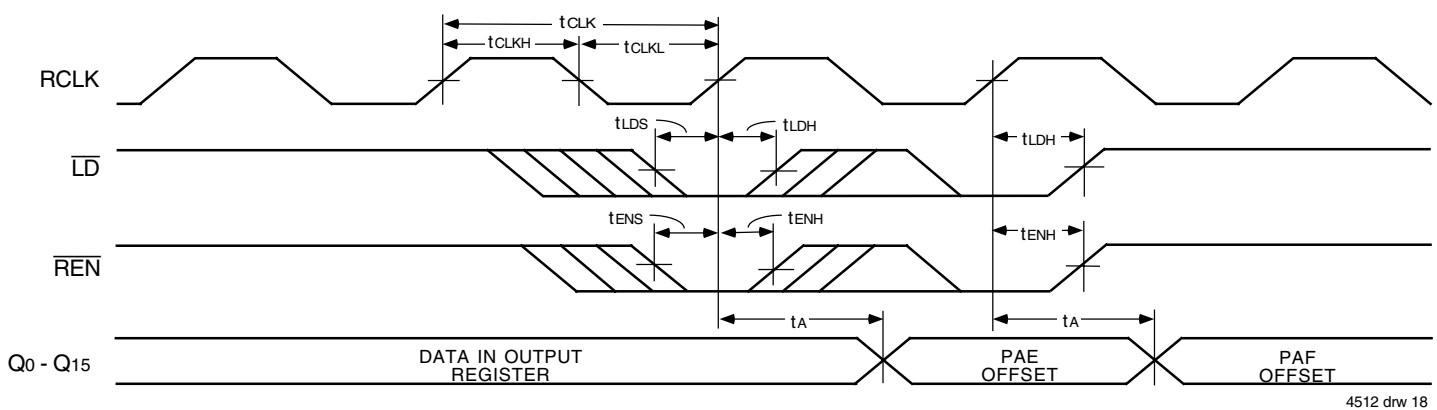 tCLK
tCLKH
tCLKL
RCLK
tLDS
tLDH
tLDH
LD
tENS
tENH
tENH
REN
tA
tA
Q0 - Q15
DATA IN OUTPUT
REGISTER
PAE
OFFSET
PAF
OFFSET
4512 drw 18